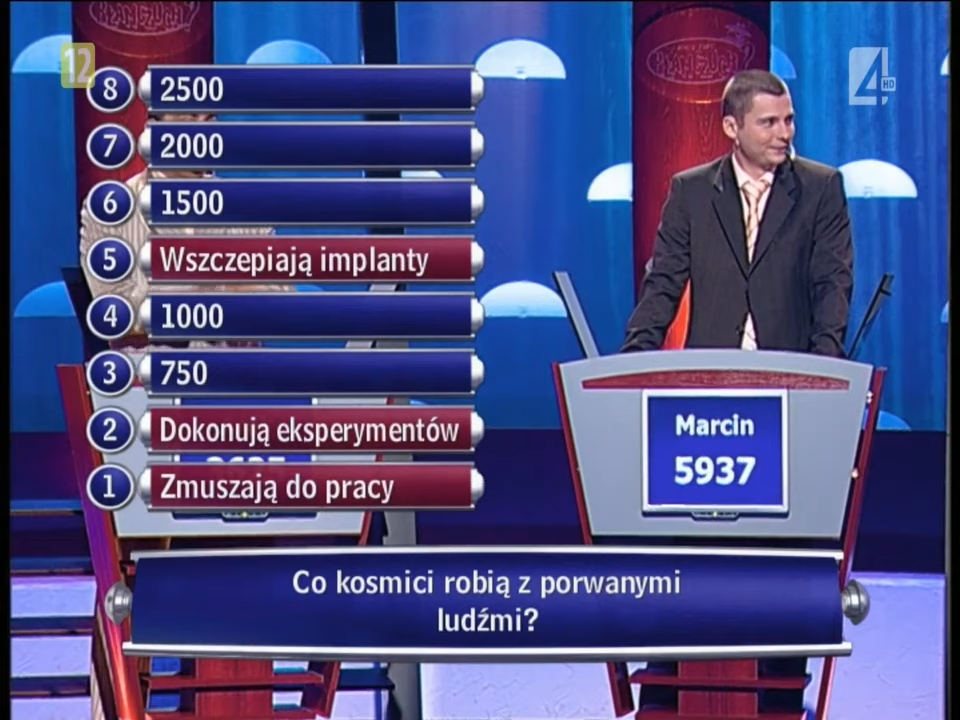 12
4
HD
8 2500
7 2000
6 1500
5 Wszczepiają implanty
4 1000
3 750
2 Dokonują eksperymentów
1 Zmuszają do pracy
Marcin
5937
Co kosmici robią z porwanymi
ludźmi?